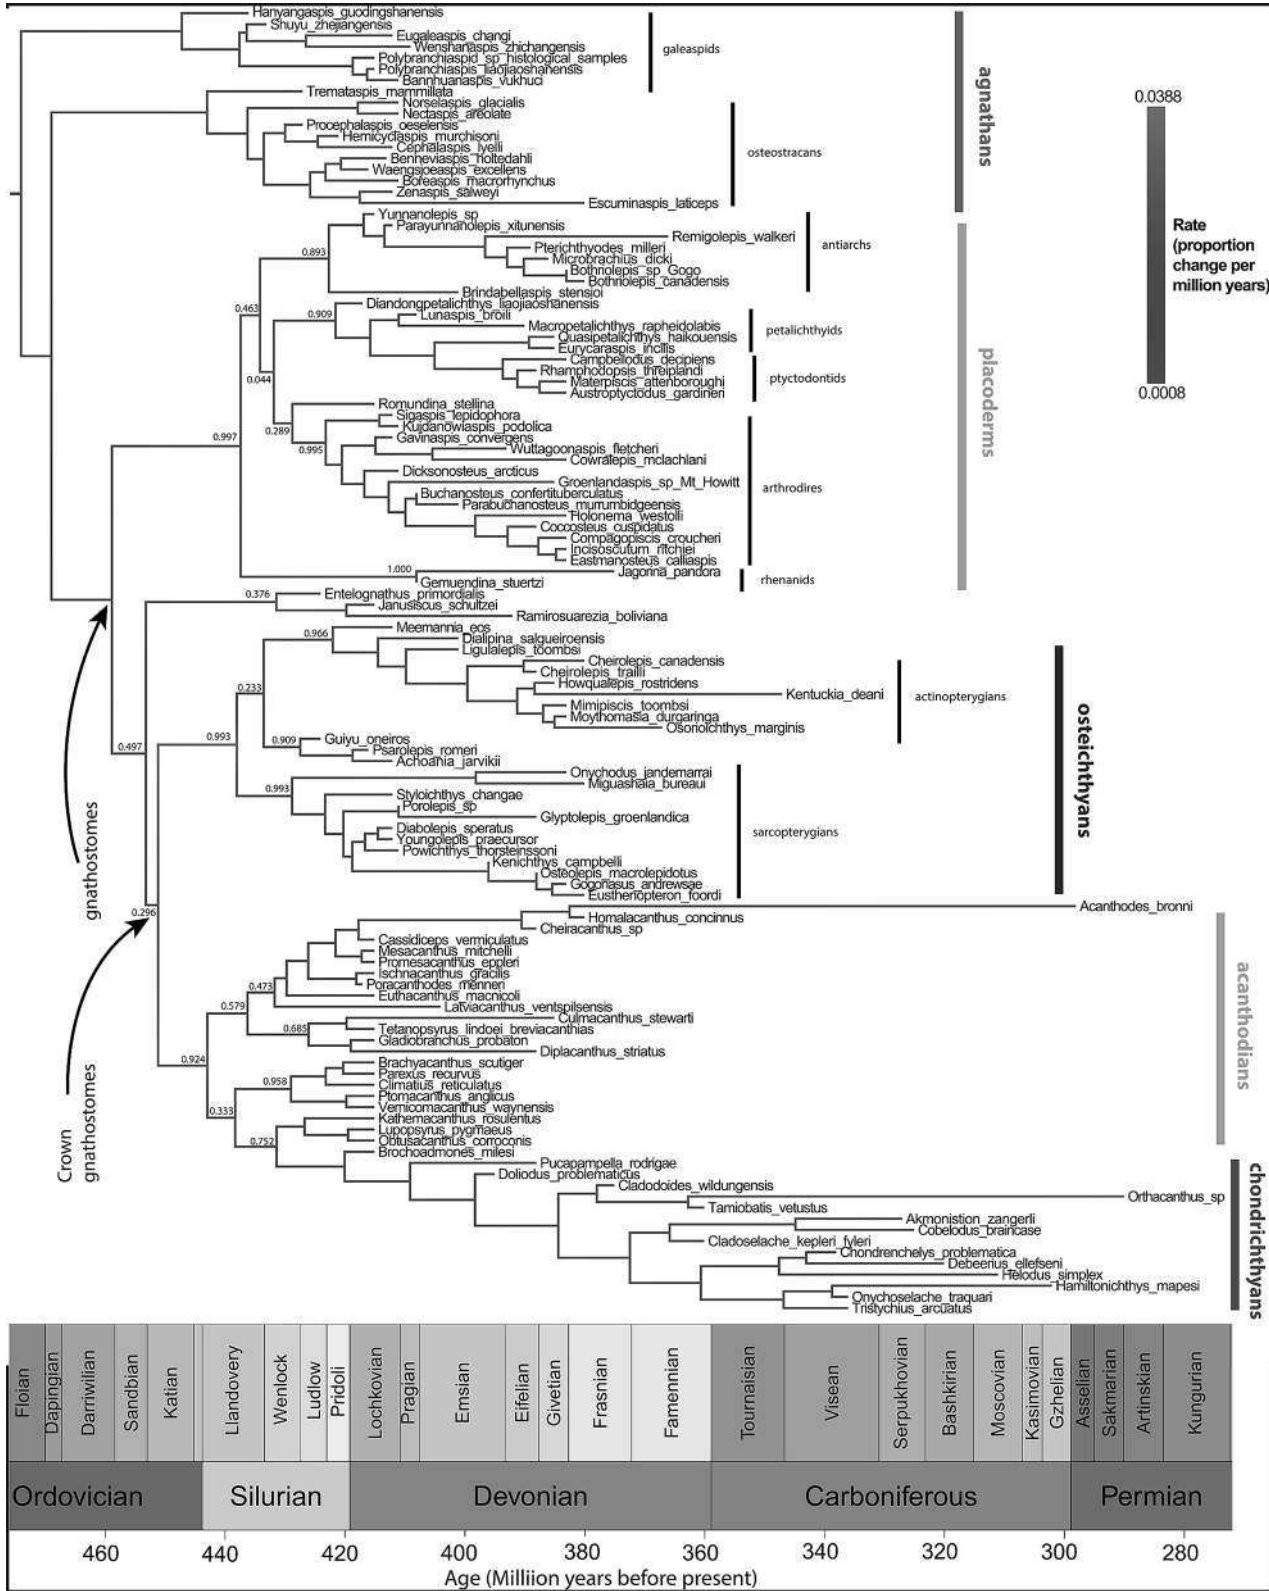 Hanyangaspis_guodingshanensis
Shuyu_zhejiangensis
Eugaleaspis_changi
Wenshanaspis_zhichangensis
Polybranchiaspid_sp_histological_samples
Polybranchiaspis_liaojiaoshanensis
Bannhuanaspis_vukhuci
galeaspids
Tremataspis_mammillata
Norselaspis_glacialis
Nectaspis_areolate
Procephalaspis_oeselensis
Hemicyclaspis_murchisoni
Cephalaspis_lyelli
Benneviaspis_holtedahli
Waengsjoeaspis_excellens
Boreaspis_macrorhynchus
Zenaspis_salweyi
Escuminaspis_laticeps
osteostracans
agnathans
0.0388
Rate
(proportion
change per
million years)
0.0008
Yunnanolepis_sp
Parayunnanolepis_xitunensis
Remigolepis_walkeri
Pterichthyodes_milleri
Microbrachius_dicki
Bothriolepis_sp_Gogo
Bothriolepis_canadensis
Brindabellaspis_stensioi
0.893
antiarchs
0.463
Diandongpetalichthys_liaojiaoshanensis
0.909
Lunaspis_broili
Macropetalichthys_rapheidolabis
Quasipetalichthys_haikouensis
Eurycaraspis_incilis
petalichthyids
Campbellodus_decipiens
Rhamphodopsis_threiplandi
Materpiscis_attenboroughi
Austroptyctodus_gardineri
ptyctodontids
placoderms
0.044
Romundina_stellina
Sigaspis_lepidophora
Kujdanowiaspis_podolica
0.289
Gavinaspis_convergens
0.997
0.995
Wuttagoonaspis_fletcheri
Cowralepis_mclachlani
Dicksonosteus_arcticus
Groenlandaspis_sp_Mt_Howitt
Buchanosteus_confertituberculatus
Parabuchanosteus_murrumbidgeensis
Holonema_westolli
Coccosteus_cuspidatus
Compagopiscis_croucheri
Incisoscutum_ritchiei
Eastmanosteus_calliaspis
arthrodires
1.000
Jagorina_pandora
Gemuendina_stuertzi
rhenanids
0.376
Entelognathus_primordialis
Janusiscus_schultzei
Ramirosuarezia_boliviana
0.966
Meemannia_eos
Dialipina_salgueiroensis
Ligulalepis_toombsi
Cheirolepis_canadensis
Cheirolepis_trailli
Howqualepis_rostridens
Kentuckia_deani
Mimipiscis_toombsi
Moythomasia_durgaringa
Osorioichthys_marginis
actinopterygians
0.233
0.993
0.909
Guiyu_oneiros
Psarolepis_romeri
Achoania_jarvikii
0.497
0.993
Onychodus_jandemarrai
Miguashaia_bureaui
Styloichthys_changae
Porolepis_sp
Glyptolepis_groenlandica
Diabolepis_speratus
Youngolepis_praecursor
Powichthys_thorsteinssoni
Kenichthys_campbelli
Osteolepis_macrolepidotus
Gogonasus_andrewsae
Eusthenopteron_foordi
sarcopterygians
osteichthyans
gnathostomes
0.296
Acanthodes_bronni
Homalacanthus_concinnus
Cheiracanthus_sp
Cassidiceps_vermiculatus
Mesacanthus_mitchelli
Promesacanthus_eppleri
Ischnacanthus_gracilis
Poracanthodes_menneri
Euthacanthus_macnicoli
0.473
0.579
Latviacanthus_ventspilsensis
Culmacanthus_stewarti
0.685
Tetanopsyrus_lindoei_breviacanthias
Gladiobranchus_probaton
Diplacanthus_striatus
0.924
Brachyacanthus_scutiger
Parexus_recurvus
0.958
Climatius_reticulatus
Ptomacanthus_anglicus
Vernicomacanthus_waynensis
0.333
Kathemacanthus_rosulentus
Lupopsyrus_pygmaeus
0.752
Obtusacanthus_corroconis
Brochoadmones_milesi
acanthodians
Crown
gnathostomes
Pucapampella_rodrigae
Doliodus_problematicus
Cladodoides_wildungensis
Orthacanthus_sp
Tamiobatis_vetustus
Akmonistion_zangerli
Cobelodus_braincase
Cladoselache_kepleri_fyleri
Chondrenchelys_problematica
Debeerius_ellefseni
Helodus_simplex
Hamiltonichthys_mapesi
Onychoselache_traquari
Tristychius_arcuatus
chondrichthyans
Floian
Dapingian
Darriwilian
Sandbian
Katian
Llandovery
Wenlock
Ludlow
Pridoli
Lochkovian
Pragian
Emsian
Eifelian
Givetian
Frasnian
Famennian
Tournaisian
Visean
Serpukhovian
Bashkirian
Moscovian
Kasimovian
Gzhelian
Asselian
Sakmarian
Artinskian
Kungurian
Ordovician Silurian Devonian Carboniferous Permian
460 440 420 400 380 360 340 320 300 280
Age (Milliion years before present)